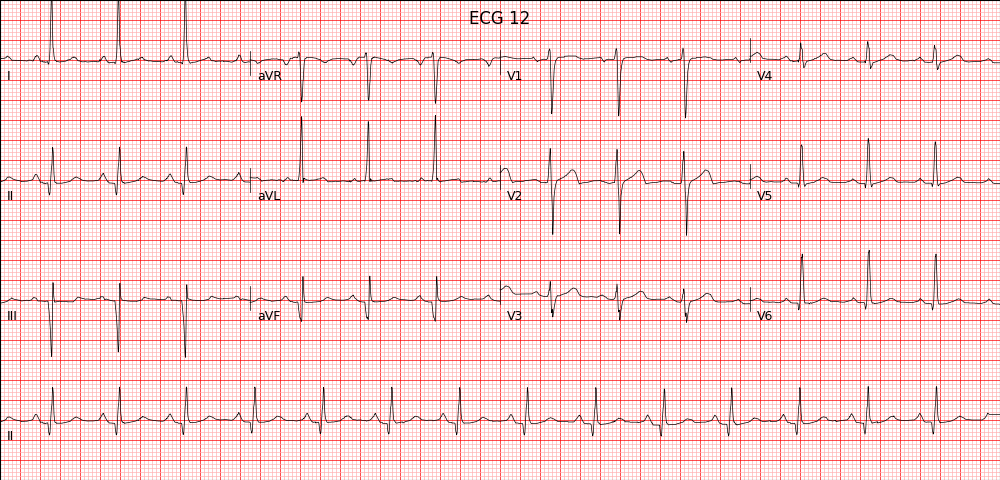 ECG 12
I aVR V1 V4
II aVL V2 V5
III aVF V3 V6
II